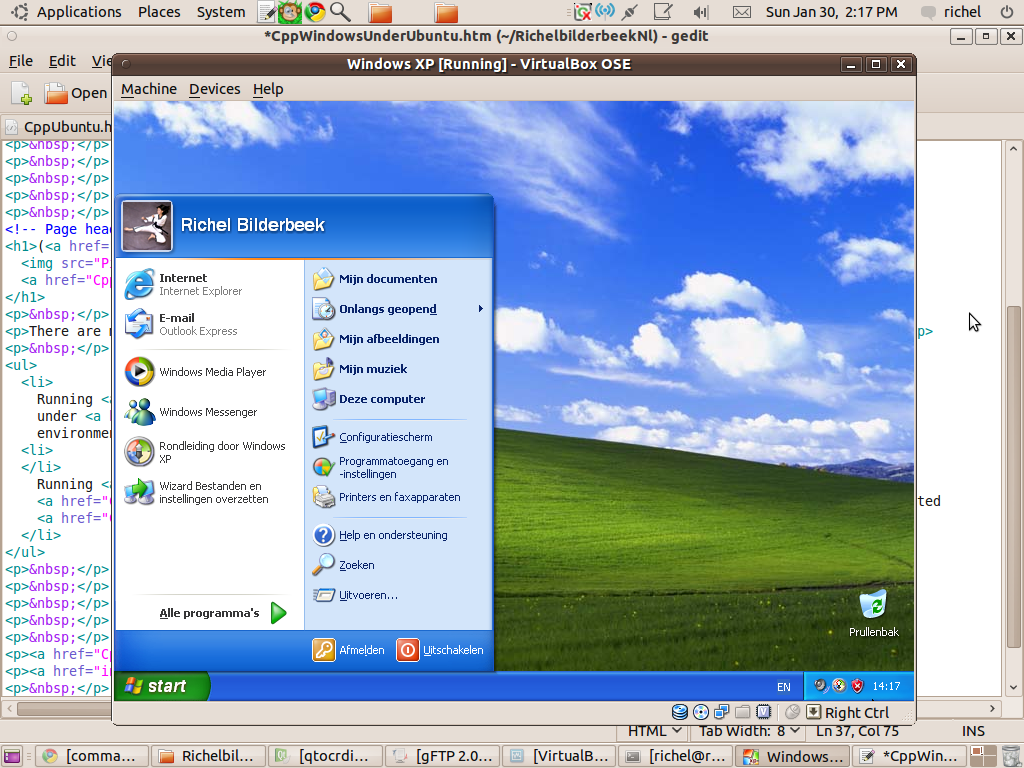 Applications Places System Sun Jan 30, 2:17 PM richel
*CppWindowsUnderUbuntu.htm (~/RichelbilderbeekNl) - gedit
File Edit
Open
CppUbuntu.h
Windows XP [Running] - VirtualBox OSE
Machine Devices Help
<p>&nbsp;</p>
<p>&nbsp;</p>
<p>&nbsp;</p>
<p>&nbsp;</p>
<p>&nbsp;</p>
<!-- Page head
<h1>(<a href=
<img src="P
<a href="Cp
</h1>
<p>&nbsp;</p>
<p>There are p>
<p>&nbsp;</p>
<ul>
<li>
Running <a
under <a
environmen
<li>
</li>
Running <a
<a href="
ted
<a href="
</li>
</ul>
<p>&nbsp;</p>
<p>&nbsp;</p>
<p>&nbsp;</p>
<p>&nbsp;</p>
<p>&nbsp;</p>
<p><a href="Cp
<p><a href="in
<p>&nbsp;</p>
Richel Bilderbeek
Internet
Internet Explorer
E-mail
Outlook Express
Windows Media Player
Windows Messenger
Rondleiding door Windows
XP
Wizard Bestanden en
instellingen overzetten
Alle programma's
Mijn documenten
Onlangs geopend
Mijn afbeeldingen
Mijn muziek
Deze computer
Configuratiescherm
Programmatoegang en
-instellingen
Printers en faxapparaten
Help en ondersteuning
Zoeken
Uitvoeren...
Afmelden Uitschakelen
Prullenbak
start EN 14:17
Right Ctrl
HTML Tab Width: 8 Ln 37, Col 75 INS
[comma... Richelbil... [qtocrdi... [gFTP 2.0... [VirtualB... [richel@r... Windows... *CppWin...